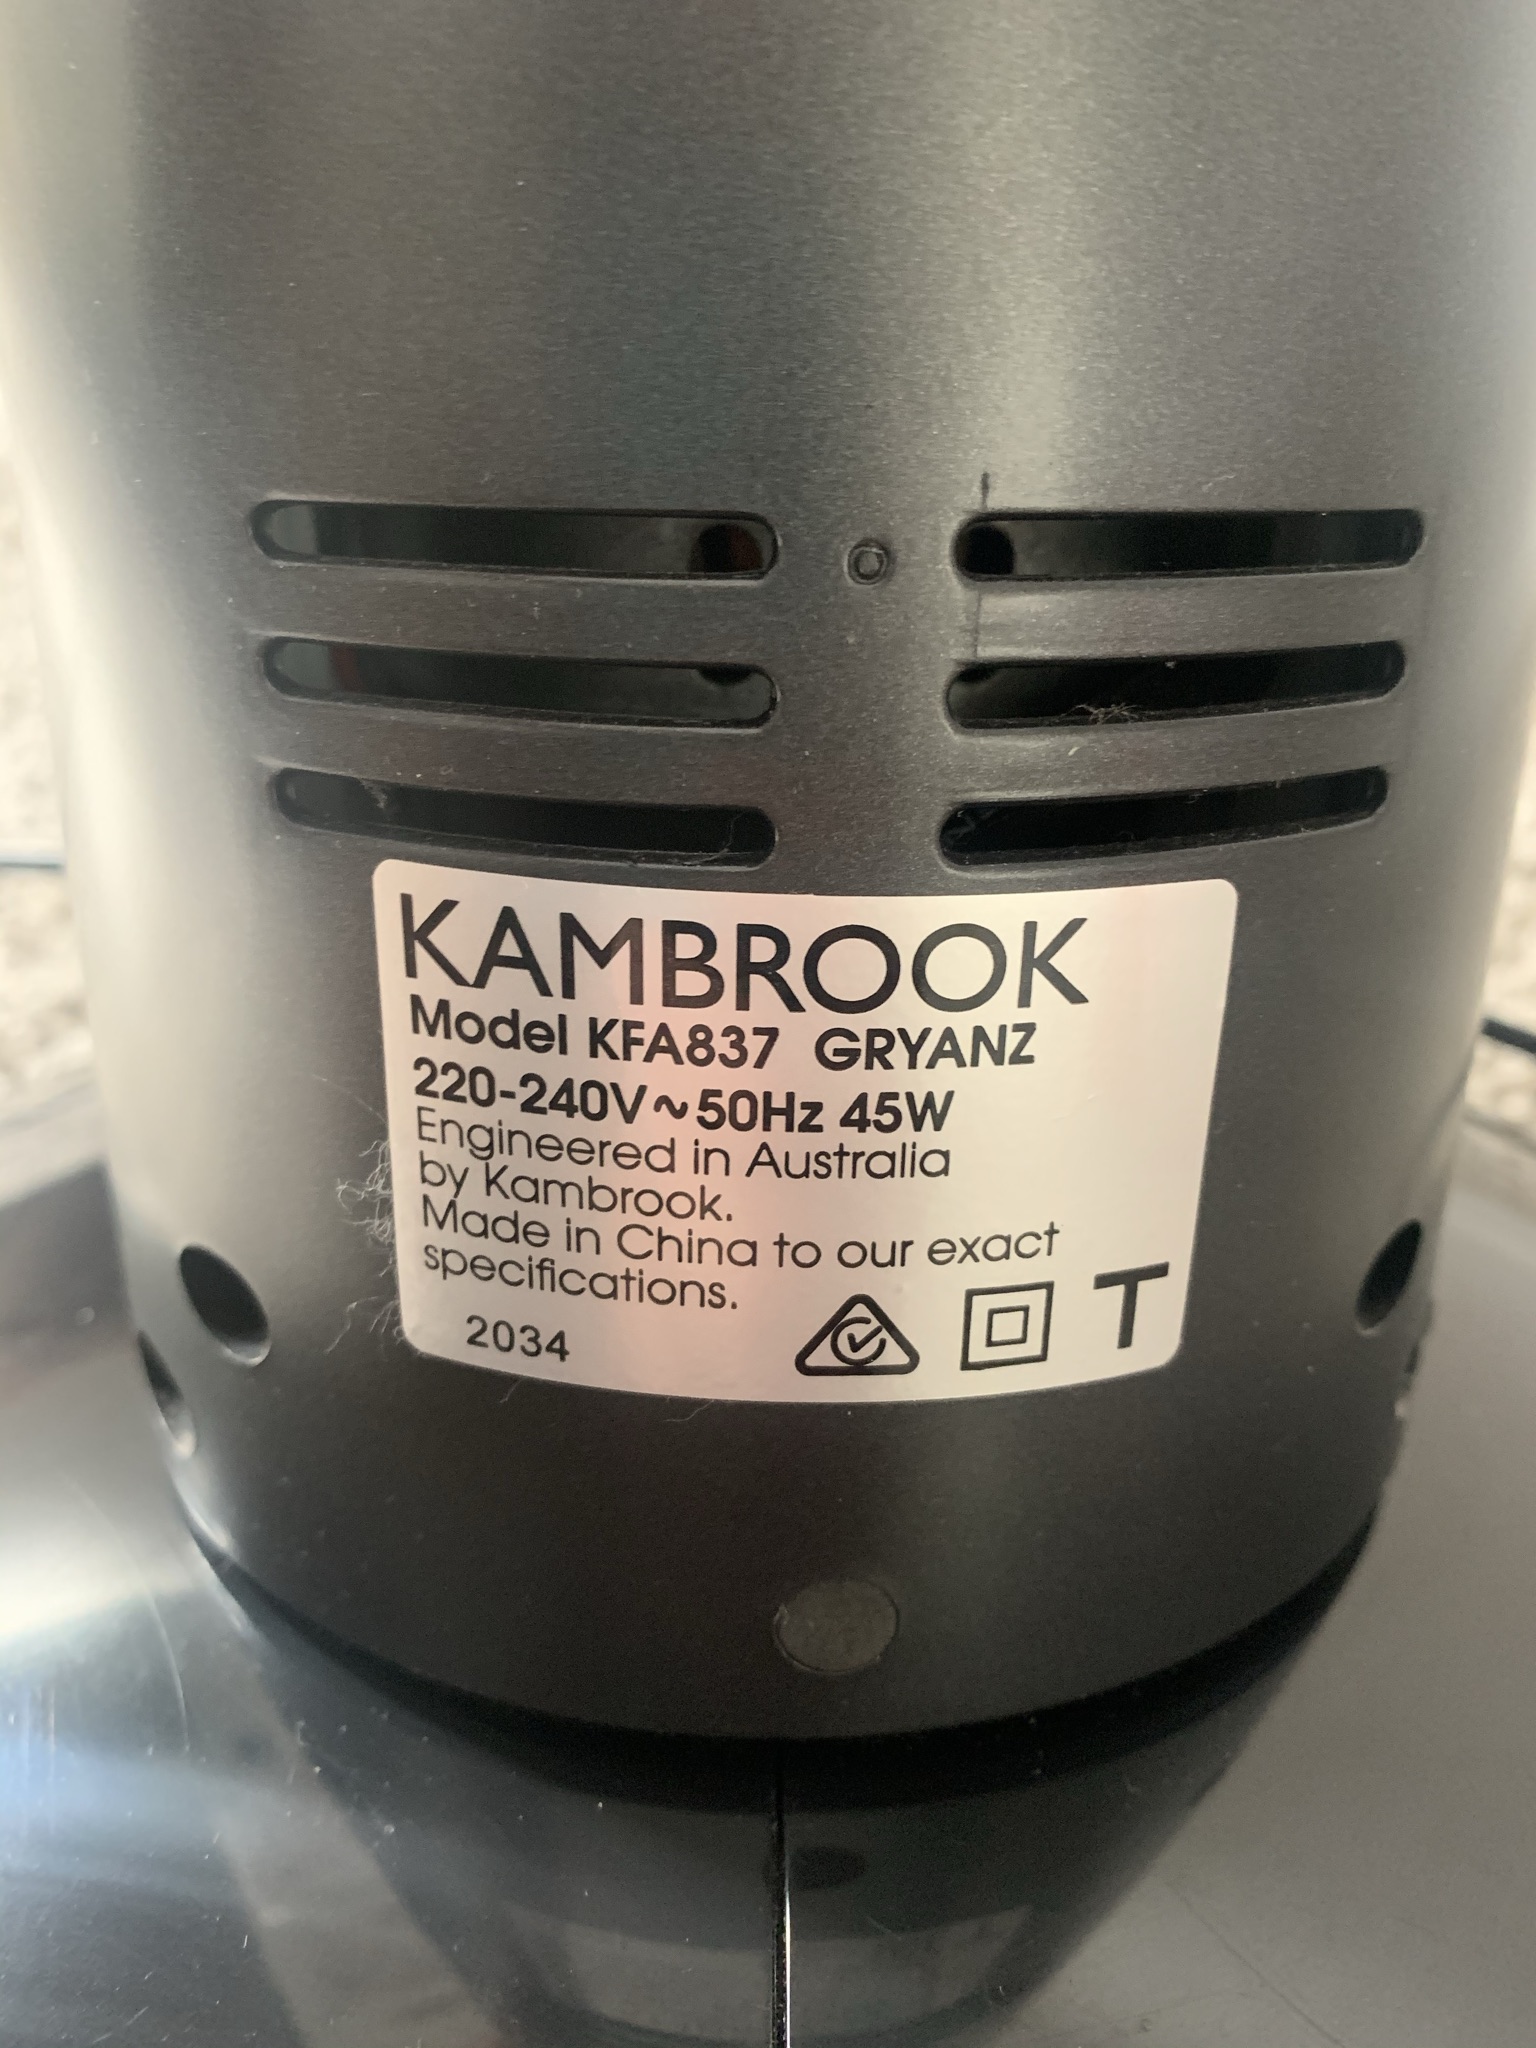 KAMBROOK
Model KFA837 GRYANZ
220-240V~50Hz 45W
Engineered in Australia
by Kambrook.
Made in China to our exact
specifications.
2034 T